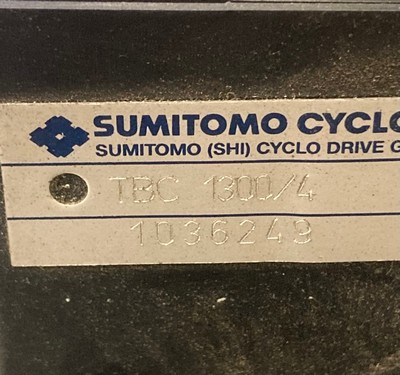 SUMITOMO CYCLO
SUMITOMO (SHI) CYCLO DRIVE G
TBC 1300/4
1036249